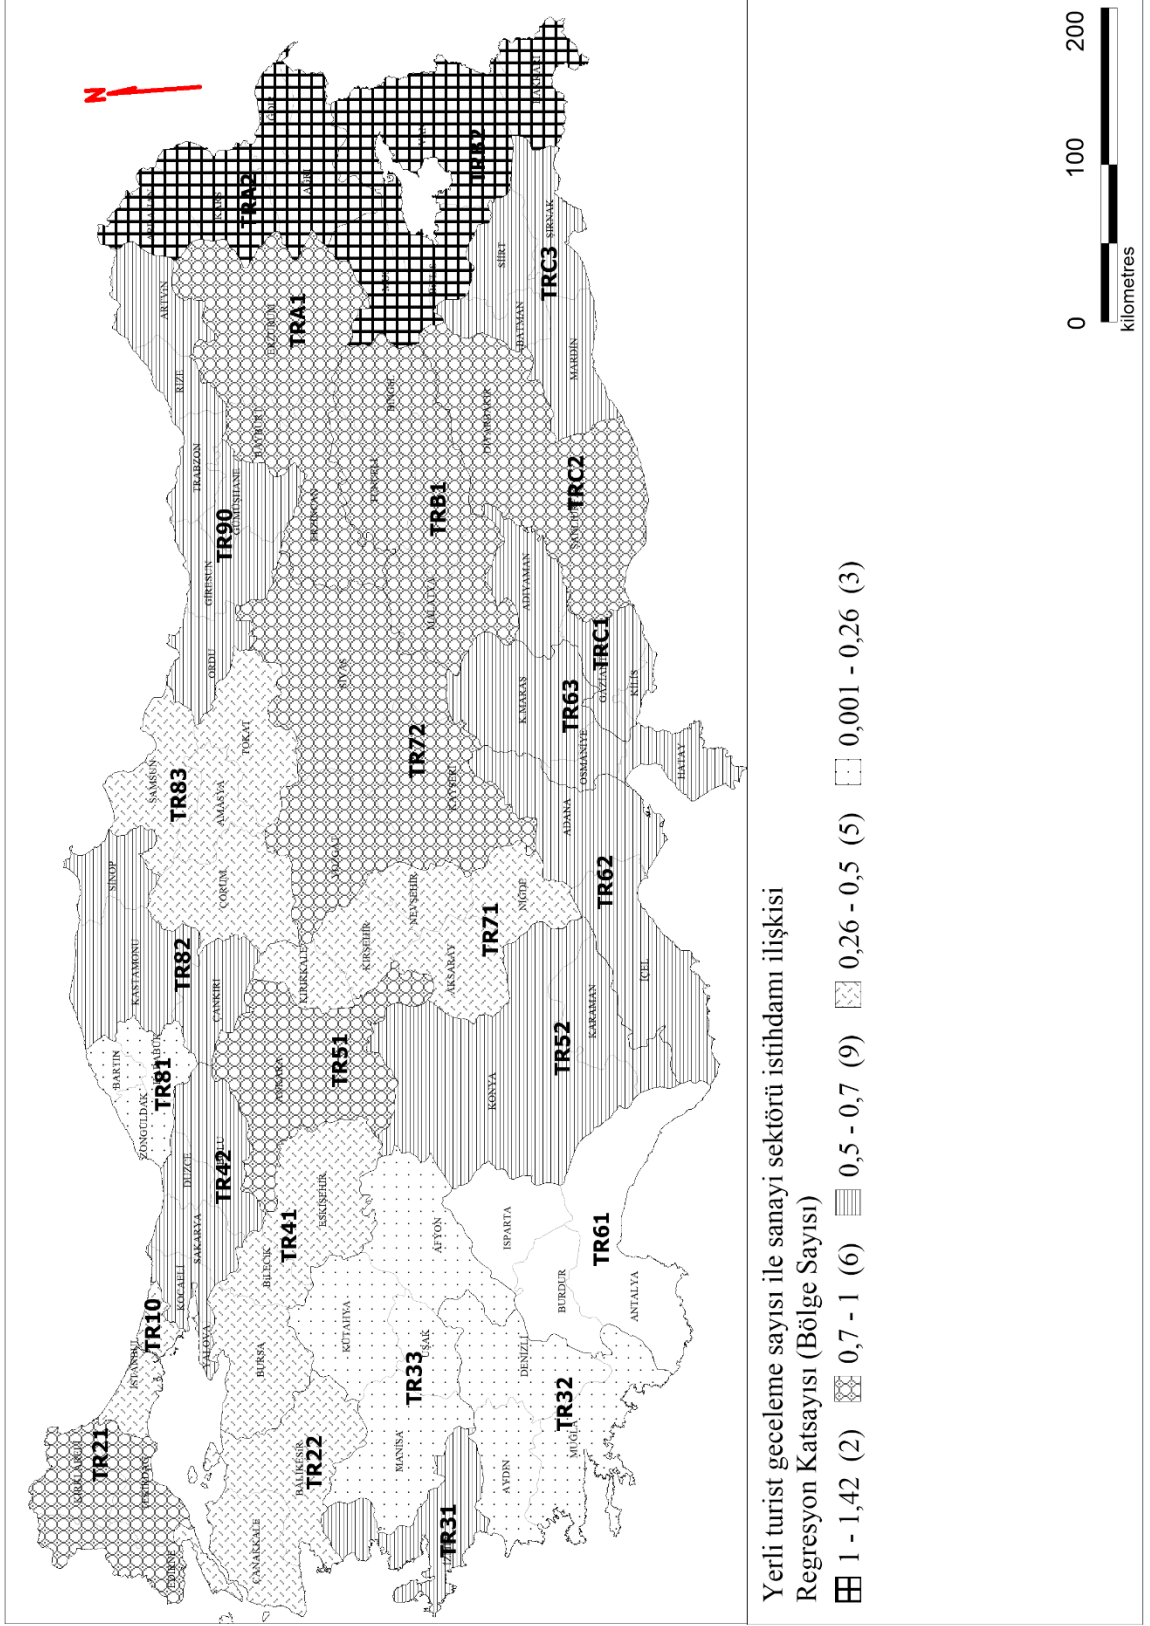 N
KIRKLARELİ
TR21
TEKİRDAĞ
EDİRNE
İSTANBUL
TR10
KOCAELİ
YALOVA
SAKARYA
DÜZCE
TR42
ZONGULDAK
BARTIN
TR81
KASTAMONU
SİNOP
TR82
ÇANKIRI
SAMSUN
TR83
AMASYA
TOKAT
ÇORUM
ORDU
GİRESUN
TR90
TRABZON
GÜMÜŞHANE
RİZE
ARTVİN
ARDAHAN
KARS
TRA2
AĞRI
ERZURUM
TRA1
BAYBURT
ERZİNCAN
ÇANAKKALE
BALIKESİR
TR22
BURSA
BİLECİK
TR41
ESKİŞEHİR
ANKARA
TR51
KIRIKKALE
KIRŞEHİR
YOZGAT
SİVAS
TR72
KAYSERİ
NEVŞEHİR
AKSARAY
TR71
NİĞDE
TUNCELİ
BİNGÖL
TRB1
MALATYA
VAN
TRB2
HAKKARİ
MANİSA
TR33
KÜTAHYA
UŞAK
AFYON
TR31
AYDIN
DENİZLİ
TR32
MUĞLA
ISPARTA
BURDUR
TR61
ANTALYA
KONYA
TR52
KARAMAN
İÇEL
TR62
ADANA
OSMANİYE
TR63
K.MARAŞ
HATAY
TRC1
KİLİS
ADIYAMAN
DİYARBAKIR
TRC2
MARDİN
BATMAN
SİİRT
TRC3
ŞIRNAK
Yerli turist geceleme sayısı ile sanayi sektörü istihdamı ilişkisi
Regresyon Katsayısı (Bölge Sayısı)
1 - 1,42 (2) 0,7 - 1 (6) 0,5 - 0,7 (9) 0,26 - 0,5 (5) 0,001 - 0,26 (3)
0 100 200
kilometres